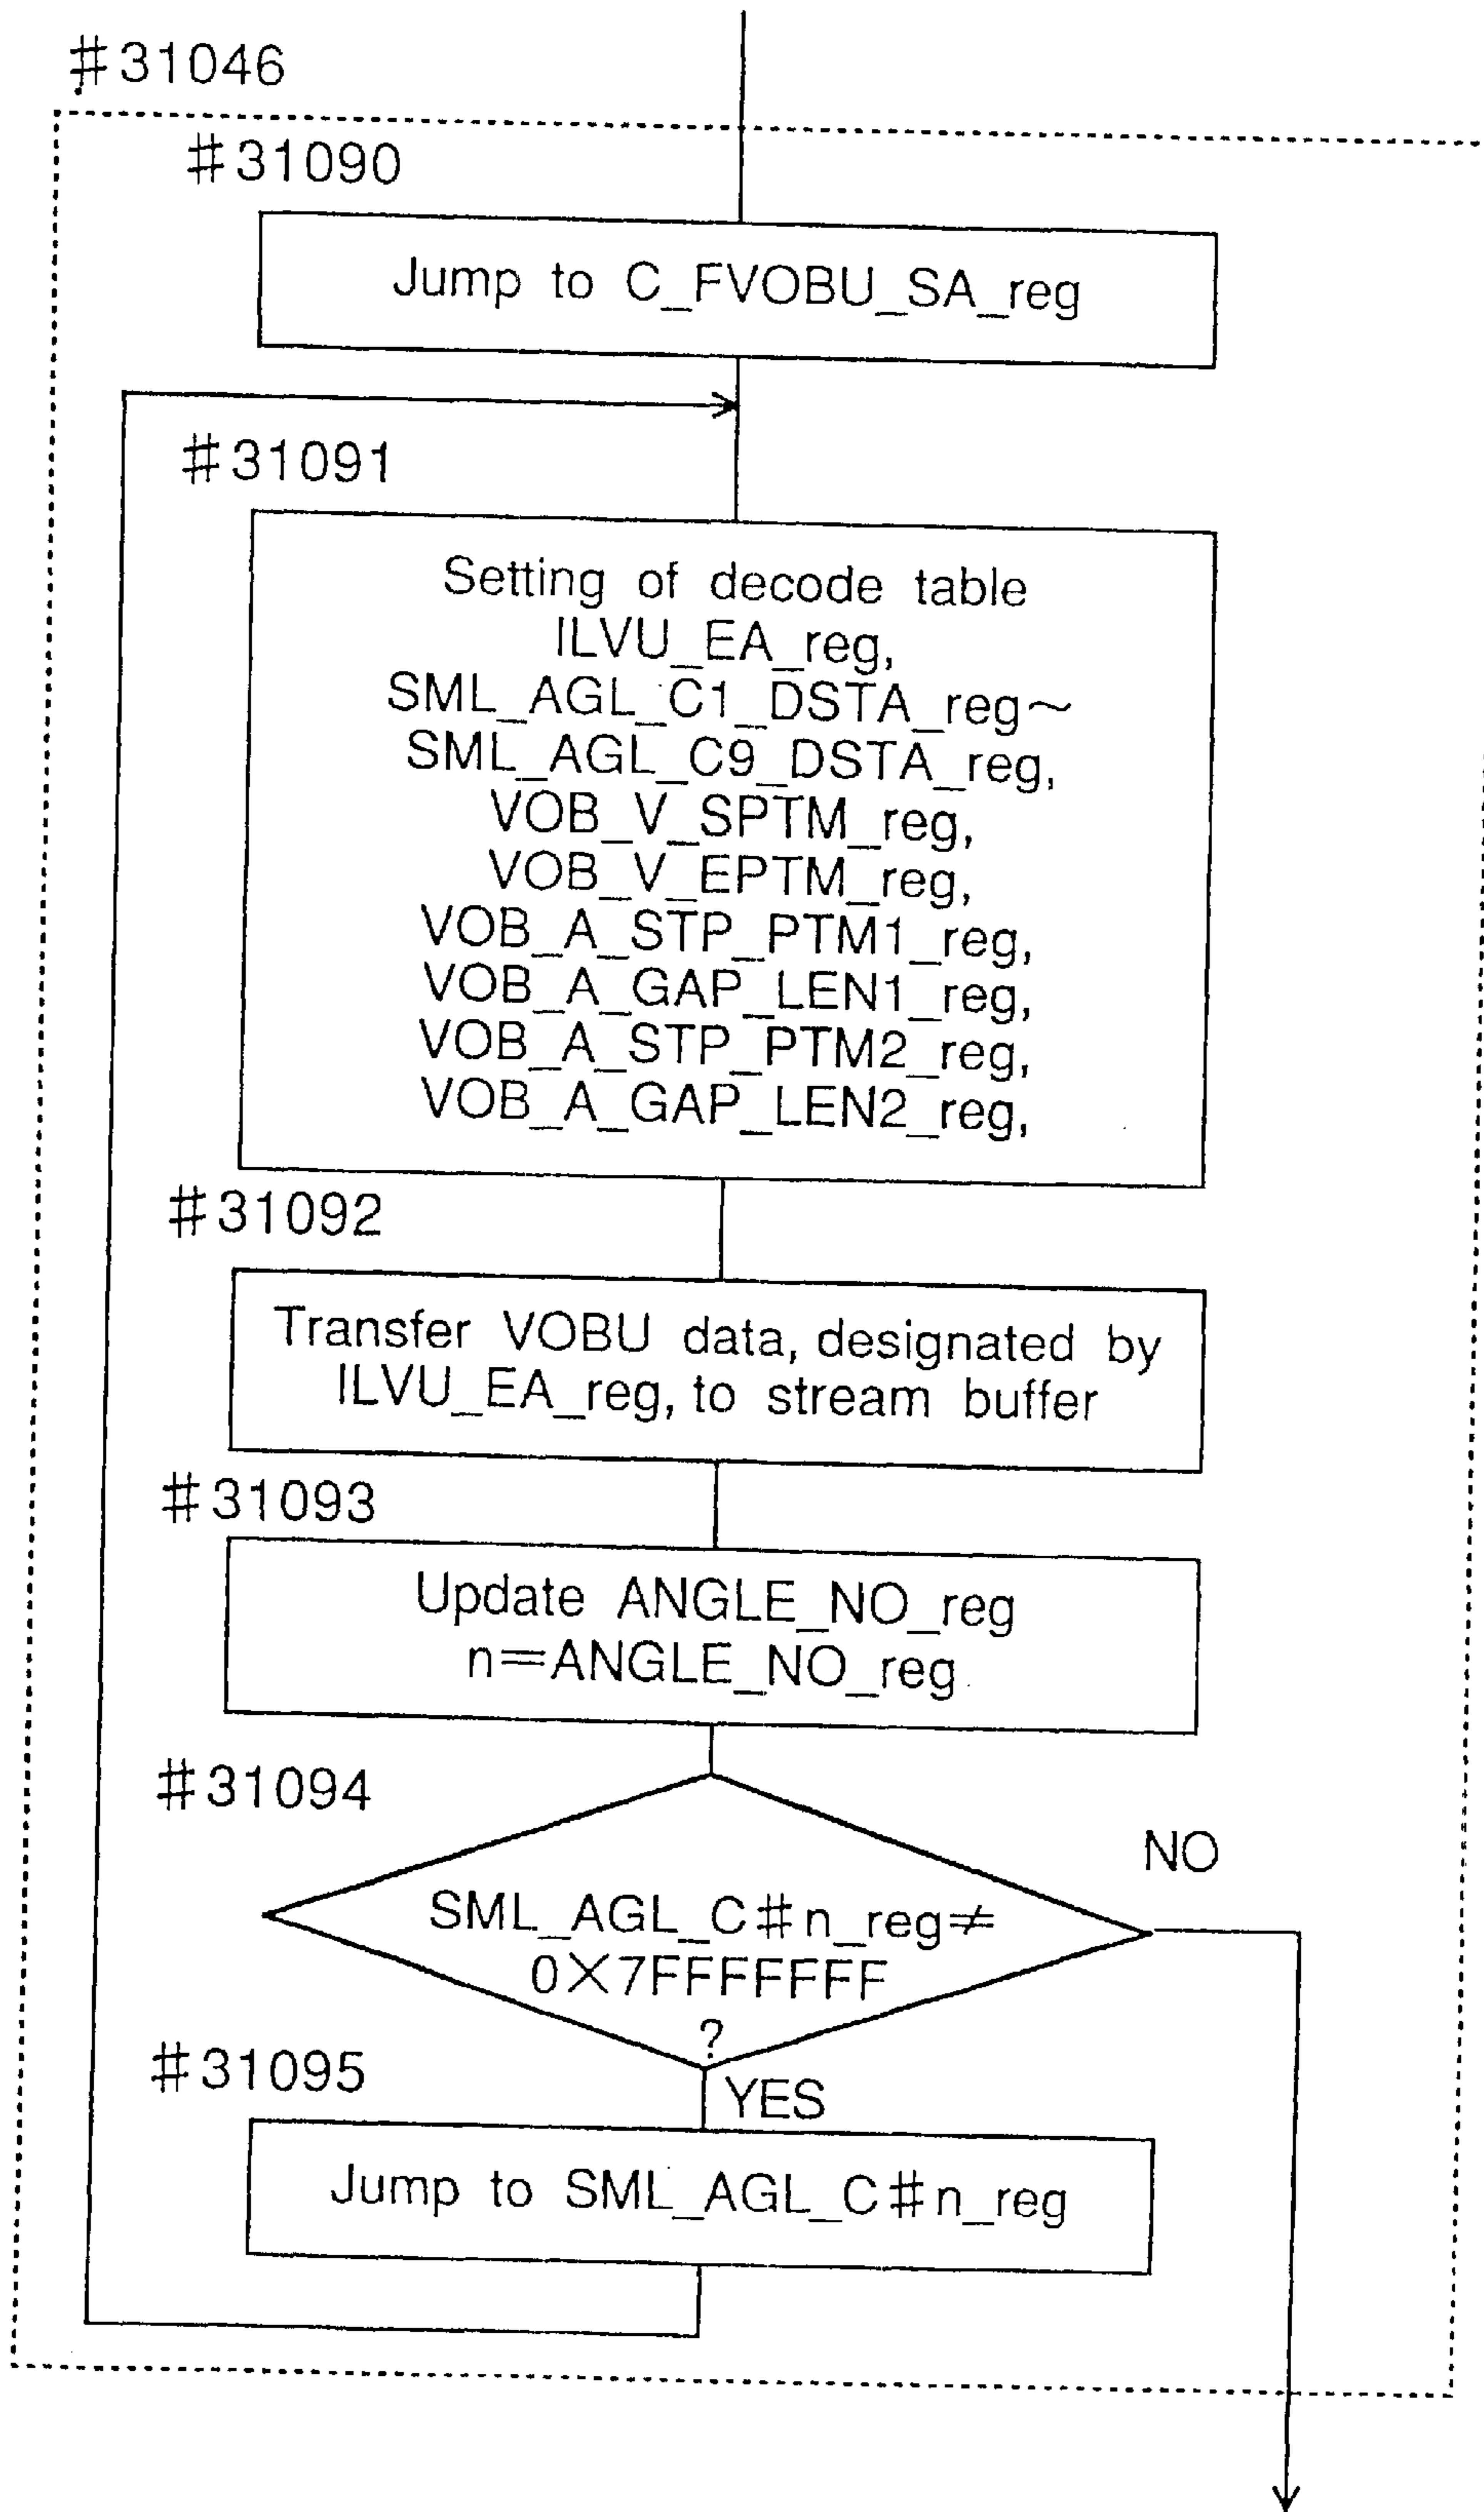 #31046
#31090
Jump to C_FVOBU_SA_reg
#31091
Setting of decode table
ILVU_EA_reg,
SML_AGL_C1_DSTA_reg~
SML_AGL_C9_DSTA_reg,
VOB_V_SPTM_reg,
VOB_V_EPTM_reg,
VOB_A_STP_PTM1_reg,
VOB_A_GAP_LEN1_reg,
VOB_A_STP_PTM2_reg,
VOB_A_GAP_LEN2_reg,
#31092
Transfer VOBU data, designated by
ILVU_EA_reg, to stream buffer
#31093
Update ANGLE_NO_reg
n=ANGLE_NO_reg
#31094
NO
SML_AGL_C#n_reg≠
0X7FFFFFFF
?
#31095
YES
Jump to SML_AGL_C#n_reg